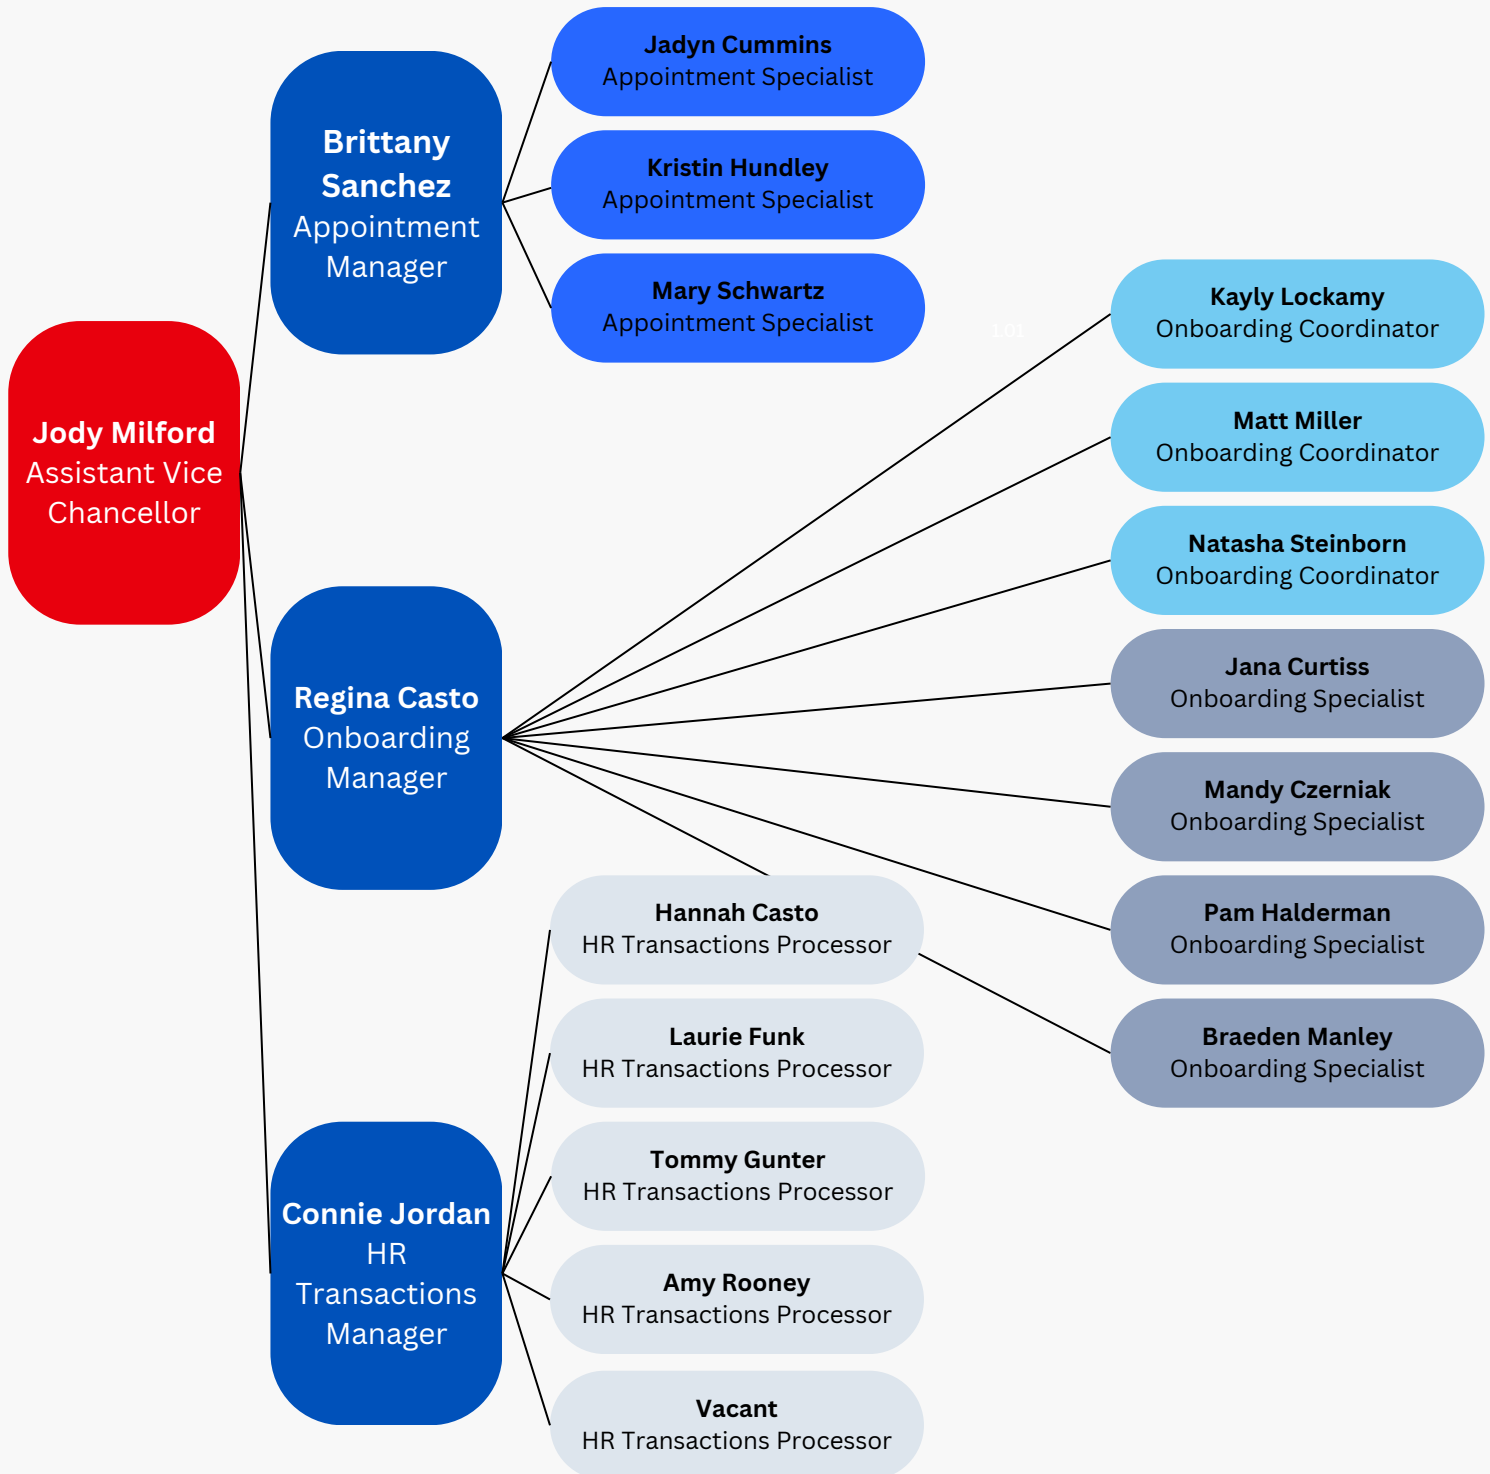 Jody Milford
Assistant Vice
Chancellor
Brittany
Sanchez
Appointment
Manager
Jadyn Cummins
Appointment Specialist
Kristin Hundley
Appointment Specialist
Mary Schwartz
Appointment Specialist
101
Regina Casto
Onboarding
Manager
Kayly Lockamy
Onboarding Coordinator
Matt Miller
Onboarding Coordinator
Natasha Steinborn
Onboarding Coordinator
Jana Curtiss
Onboarding Specialist
Mandy Czerniak
Onboarding Specialist
Pam Halderman
Onboarding Specialist
Braeden Manley
Onboarding Specialist
Connie Jordan
HR
Transactions
Manager
Hannah Casto
HR Transactions Processor
Laurie Funk
HR Transactions Processor
Tommy Gunter
HR Transactions Processor
Amy Rooney
HR Transactions Processor
Vacant
HR Transactions Processor